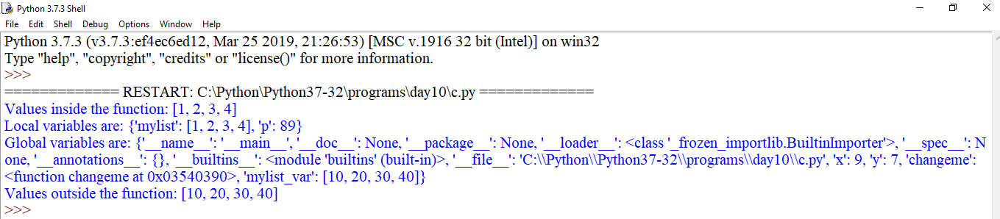 Python 3.7.3 Shell
File Edit Shell Debug Options Window Help
Python 3.7.3 (v3.7.3:ef4ec6ed12, Mar 25 2019, 21:26:53) [MSC v.1916 32 bit (Intel)] on win32
Type "help", "copyright", "credits" or "license()" for more information.
>>>
============= RESTART: C:\Python\Python37-32\programs\day10\c.py =============
Values inside the function: [1, 2, 3, 4]
Local variables are: {'mylist': [1, 2, 3, 4], 'p': 89}
Global variables are: {'__name__': '__main__', '__doc__': None, '__package__': None, '__loader__': <class '_frozen_importlib.BuiltinImporter'>, '__spec__': N
one, '__annotations__': {}, '__builtins__': <module 'builtins' (built-in)>, '__file__': 'C:\\Python\\Python37-32\\programs\\day10\\c.py', 'x': 9, 'y': 7, 'changeme':
<function changeme at 0x03540390>, 'mylist_var': [10, 20, 30, 40]}
Values outside the function: [10, 20, 30, 40]
>>>